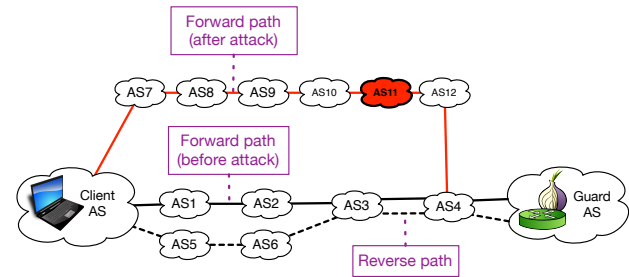 Forward path
(after attack)
AS7
AS8
AS9
AS10
AS11
AS12
Forward path
(before attack)
Client
AS
AS1
AS2
AS3
AS4
Guard
AS
AS5
AS6
Reverse path